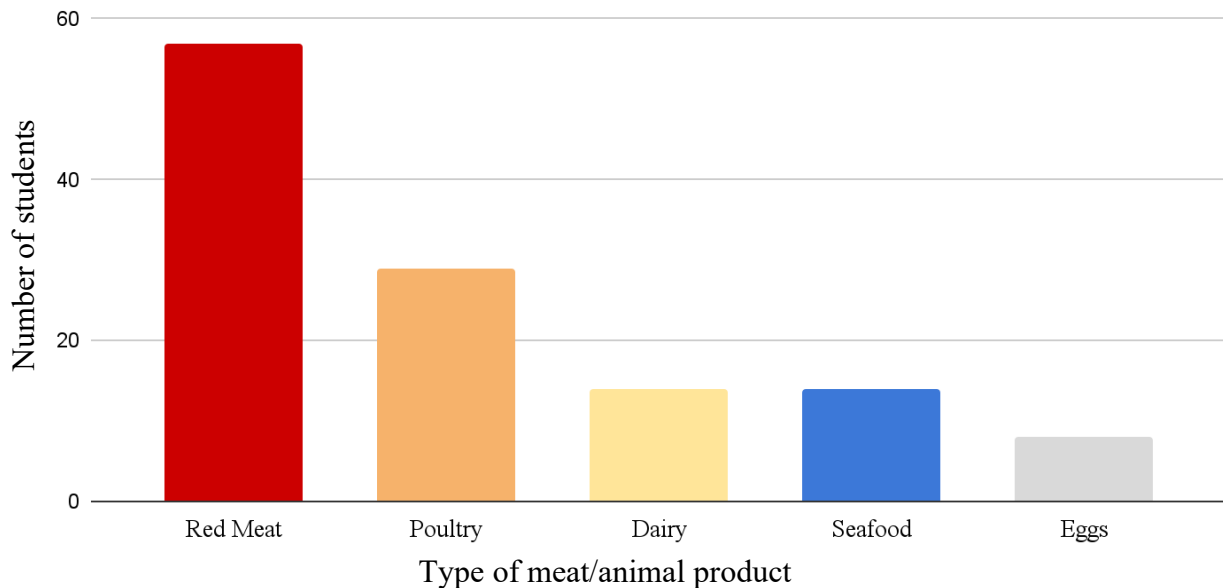 Number of students
60
40
20
0
Red Meat
Poultry
Dairy
Seafood
Eggs
Type of meat/animal product